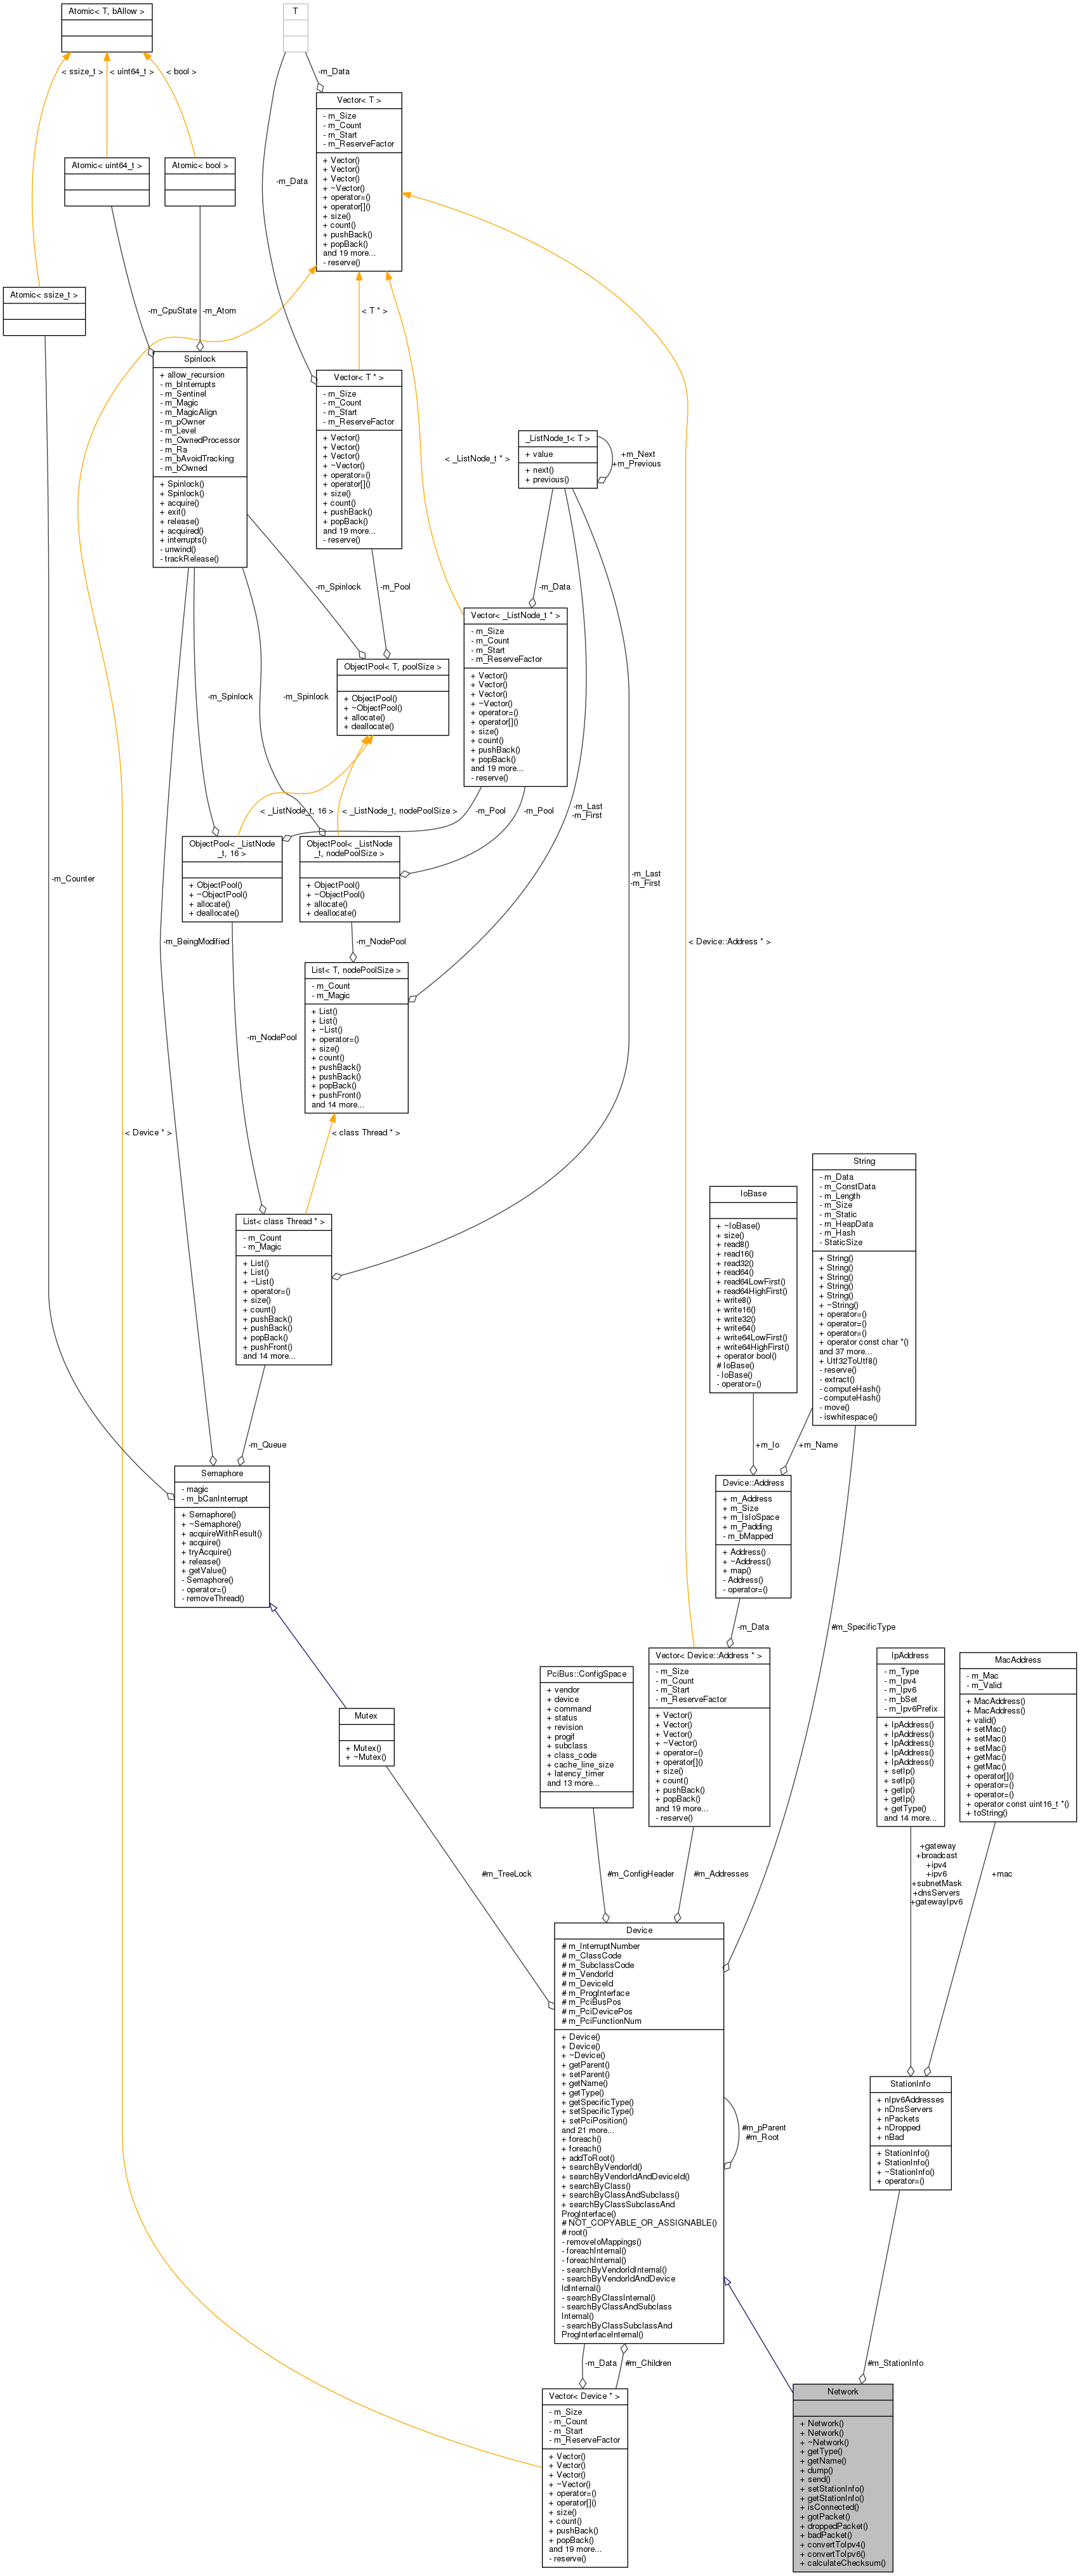 Atomic< T, bAllow >
T
< ssize_t >
< uint64_t >
< bool >
-m_Data
Vector< T >
- m_Size
- m_Count
- m_Start
- m_ReserveFactor
+ Vector()
+ Vector()
+ Vector()
+ ~Vector()
+ operator=()
+ operator[]()
+ size()
+ count()
+ pushBack()
+ popBack()
and 19 more...
- reserve()
Atomic< uint64_t >
Atomic< bool >
-m_Data
Atomic< ssize_t >
-m_CpuState
-m_Atom
< T * >
Spinlock
+ allow_recursion
- m_bInterrupts
- m_Sentinel
- m_Magic
- m_MagicAlign
- m_pOwner
- m_Level
- m_OwnedProcessor
- m_Ra
- m_bAvoidTracking
- m_bOwned
+ Spinlock()
+ Spinlock()
+ acquire()
+ exit()
+ release()
+ acquired()
+ interrupts()
- unwind()
- trackRelease()
Vector< T * >
- m_Size
- m_Count
- m_Start
- m_ReserveFactor
+ Vector()
+ Vector()
+ Vector()
+ ~Vector()
+ operator=()
+ operator[]()
+ size()
+ count()
+ pushBack()
+ popBack()
and 19 more...
- reserve()
< _ListNode_t * >
_ListNode_t< T >
+ value
+ next()
+ previous()
+m_Next
+m_Previous
-m_Spinlock
-m_Pool
-m_Data
Vector< _ListNode_t * >
- m_Size
- m_Count
- m_Start
- m_ReserveFactor
+ Vector()
+ Vector()
+ Vector()
+ ~Vector()
+ operator=()
+ operator[]()
+ size()
+ count()
+ pushBack()
+ popBack()
and 19 more...
- reserve()
ObjectPool< T, poolSize >
+ ObjectPool()
+ ~ObjectPool()
+ allocate()
+ deallocate()
-m_Spinlock
-m_Spinlock
< _ListNode_t, 16 >
< _ListNode_t, nodePoolSize >
-m_Pool
-m_Pool
-m_Last
-m_First
ObjectPool< _ListNode
_t, 16 >
+ ObjectPool()
+ ~ObjectPool()
+ allocate()
+ deallocate()
ObjectPool< _ListNode
_t, nodePoolSize >
+ ObjectPool()
+ ~ObjectPool()
+ allocate()
+ deallocate()
-m_Counter
-m_Last
-m_First
-m_BeingModified
-m_NodePool
< Device::Address * >
List< T, nodePoolSize >
- m_Count
- m_Magic
+ List()
+ List()
+ ~List()
+ operator=()
+ size()
+ count()
+ pushBack()
+ pushBack()
+ popBack()
+ pushFront()
and 14 more...
-m_NodePool
< Device * >
< class Thread * >
List< class Thread * >
- m_Count
- m_Magic
+ List()
+ List()
+ ~List()
+ operator=()
+ size()
+ count()
+ pushBack()
+ pushBack()
+ popBack()
+ pushFront()
and 14 more...
IoBase
+ ~IoBase()
+ size()
+ read8()
+ read16()
+ read32()
+ read64()
+ read64LowFirst()
+ read64HighFirst()
+ write8()
+ write16()
+ write32()
+ write64()
+ write64LowFirst()
+ write64HighFirst()
+ operator bool()
# IoBase()
- IoBase()
- operator=()
String
- m_Data
- m_ConstData
- m_Length
- m_Size
- m_Static
- m_HeapData
- m_Hash
- StaticSize
+ String()
+ String()
+ String()
+ String()
+ String()
+ ~String()
+ operator=()
+ operator=()
+ operator=()
+ operator const char *()
and 37 more...
+ Utf32ToUtf8()
- reserve()
- extract()
- computeHash()
- computeHash()
- move()
- iswhitespace()
-m_Queue
+m_Io
+m_Name
Semaphore
- magic
- m_bCanInterrupt
+ Semaphore()
+ ~Semaphore()
+ acquireWithResult()
+ acquire()
+ tryAcquire()
+ release()
+ getValue()
- Semaphore()
- operator=()
- removeThread()
Device::Address
+ m_Address
+ m_Size
+ m_IsIoSpace
+ m_Padding
- m_bMapped
+ Address()
+ ~Address()
+ map()
- Address()
- operator=()
-m_Data
#m_SpecificType
Mutex
+ Mutex()
+ ~Mutex()
PciBus::ConfigSpace
+ vendor
+ device
+ command
+ status
+ revision
+ progif
+ subclass
+ class_code
+ cache_line_size
+ latency_timer
and 13 more...
Vector< Device::Address * >
- m_Size
- m_Count
- m_Start
- m_ReserveFactor
+ Vector()
+ Vector()
+ Vector()
+ ~Vector()
+ operator=()
+ operator[]()
+ size()
+ count()
+ pushBack()
+ popBack()
and 19 more...
- reserve()
IpAddress
- m_Type
- m_Ipv4
- m_Ipv6
- m_bSet
- m_Ipv6Prefix
+ IpAddress()
+ IpAddress()
+ IpAddress()
+ IpAddress()
+ IpAddress()
+ setIp()
+ setIp()
+ getIp()
+ getIp()
+ getType()
and 14 more...
MacAddress
- m_Mac
- m_Valid
+ MacAddress()
+ MacAddress()
+ valid()
+ setMac()
+ setMac()
+ setMac()
+ getMac()
+ getMac()
+ operator[]()
+ operator=()
+ operator=()
+ operator const uint16_t *()
+ toString()
#m_TreeLock
#m_ConfigHeader
#m_Addresses
+gateway
+broadcast
+ipv4
+ipv6
+subnetMask
+dnsServers
+gatewayIpv6
+mac
Device
# m_InterruptNumber
# m_ClassCode
# m_SubclassCode
# m_VendorId
# m_DeviceId
# m_ProgInterface
# m_PciBusPos
# m_PciDevicePos
# m_PciFunctionNum
+ Device()
+ Device()
+ ~Device()
+ getParent()
+ setParent()
+ getName()
+ getType()
+ getSpecificType()
+ setSpecificType()
+ setPciPosition()
and 21 more...
+ foreach()
+ foreach()
+ addToRoot()
+ searchByVendorId()
+ searchByVendorIdAndDeviceId()
+ searchByClass()
+ searchByClassAndSubclass()
+ searchByClassSubclassAnd
ProgInterface()
# NOT_COPYABLE_OR_ASSIGNABLE()
# root()
- removeIoMappings()
- foreachInternal()
- foreachInternal()
- searchByVendorIdInternal()
- searchByVendorIdAndDevice
IdInternal()
- searchByClassInternal()
- searchByClassAndSubclass
Internal()
- searchByClassSubclassAnd
ProgInterfaceInternal()
#m_pParent
#m_Root
StationInfo
+ nIpv6Addresses
+ nDnsServers
+ nPackets
+ nDropped
+ nBad
+ StationInfo()
+ StationInfo()
+ ~StationInfo()
+ operator=()
-m_Data
#m_Children
#m_StationInfo
Vector< Device * >
- m_Size
- m_Count
- m_Start
- m_ReserveFactor
+ Vector()
+ Vector()
+ Vector()
+ ~Vector()
+ operator=()
+ operator[]()
+ size()
+ count()
+ pushBack()
+ popBack()
and 19 more...
- reserve()
Network
+ Network()
+ Network()
+ ~Network()
+ getType()
+ getName()
+ dump()
+ send()
+ setStationInfo()
+ getStationInfo()
+ isConnected()
+ gotPacket()
+ droppedPacket()
+ badPacket()
+ convertToIpv4()
+ convertToIpv6()
+ calculateChecksum()